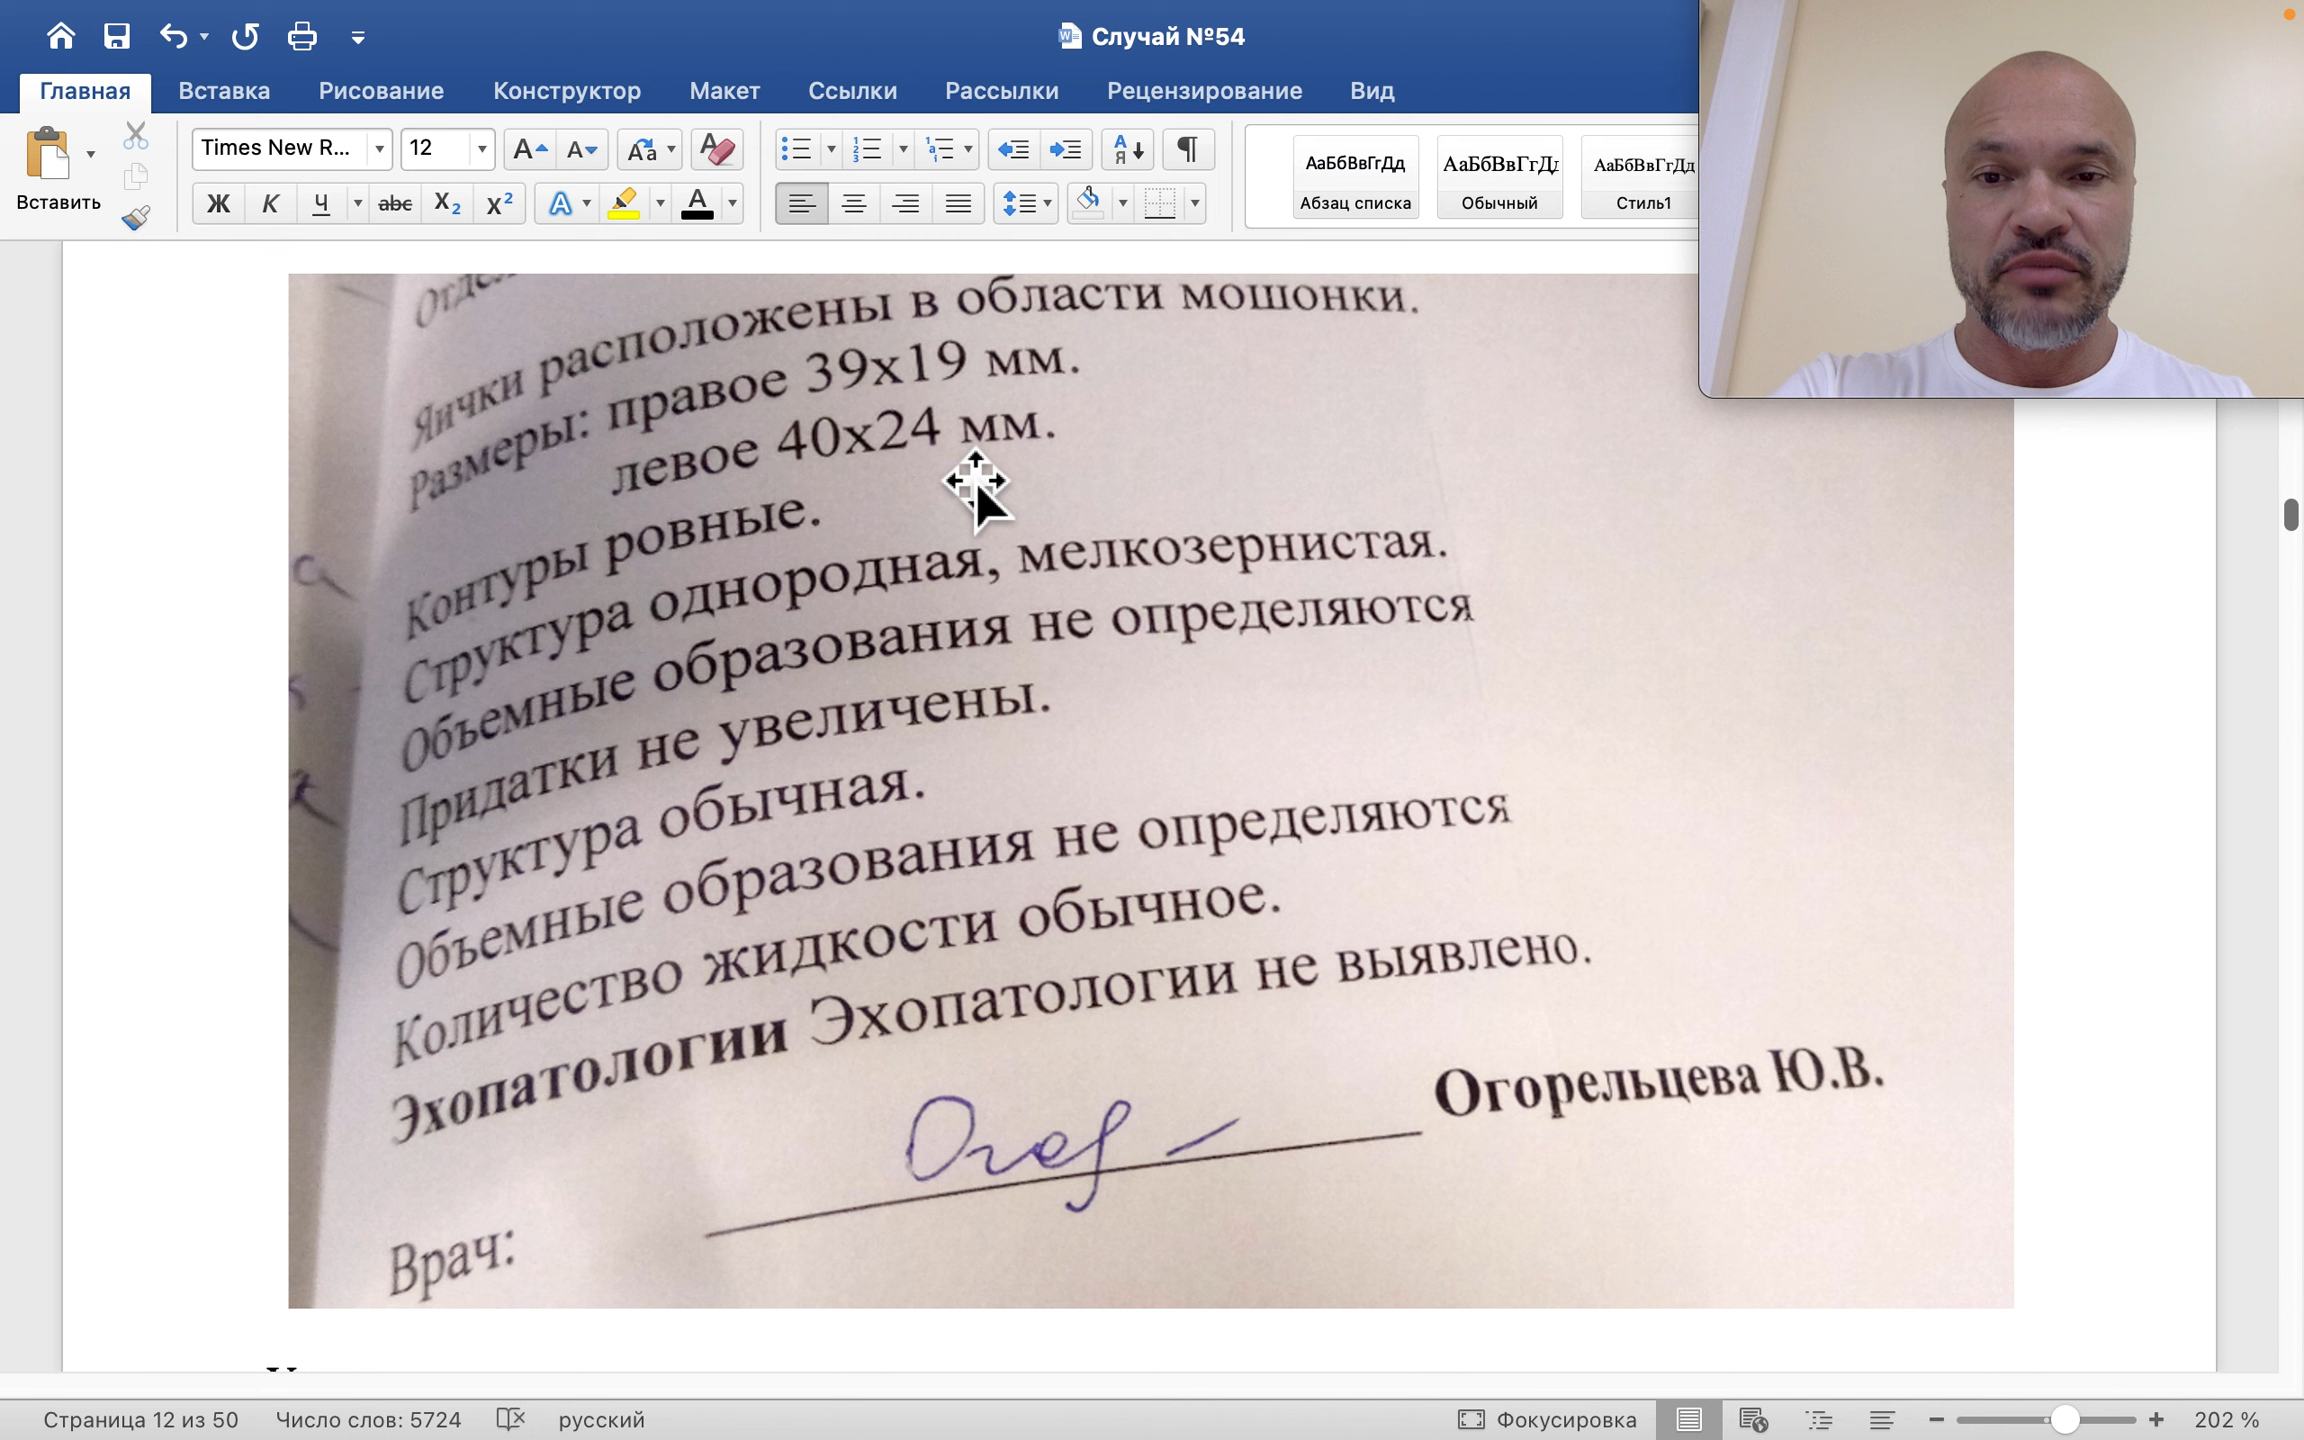 Случай №54
Главная Вставка Рисование Конструктор Макет Ссылки Рассылки Рецензирование Вид
Вставить
Times New R... 12
Ж К Ч abc X₂ X²
АаБбВвГгДд АаБбВвГгДд АаБбВвГгДд
Абзац списка Обычный Стиль1
Яички расположены в области мошонки.
Размеры: правое 39х19 мм.
левое 40х24 мм.
Контуры ровные.
Структура однородная, мелкозернистая.
Объемные образования не определяются
Придатки не увеличены.
Структура обычная.
Объемные образования не определяются
Количество жидкости обычное.
Эхопатологии Эхопатологии не выявлено.
Врач: Огорельцева Ю.В.
Страница 12 из 50 Число слов: 5724 русский Фокусировка 202 %